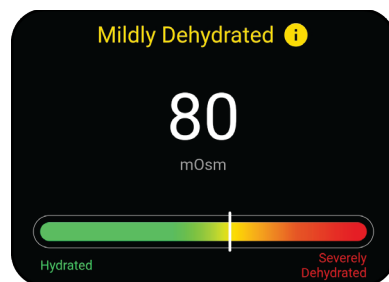 Mildly Dehydrated i
80
mOsm
Hydrated
Severely
Dehydrated